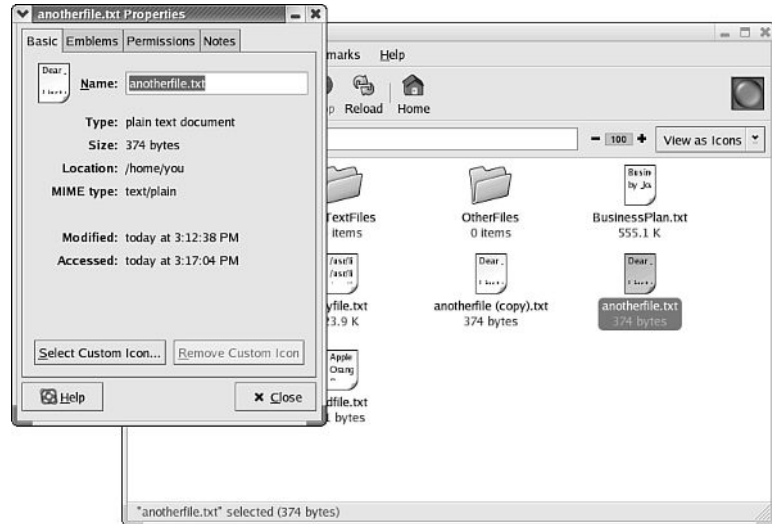 anotherfile.txt Properties
Basic Emblems Permissions Notes
Name: anotherfile.txt
Type: plain text document
Size: 374 bytes
Location: /home/you
MIME type: text/plain
Modified: today at 3:12:38 PM
Accessed: today at 3:17:04 PM
Select Custom Icon... Remove Custom Icon
Help Close
marks Help
p Reload Home
100 View as Icons
TextFiles OtherFiles BusinessPlan.txt
items 0 items 555.1 K
yfile.txt anotherfile (copy).txt anotherfile.txt
23.9 K 374 bytes 374 bytes
dfile.txt
bytes
"anotherfile.txt" selected (374 bytes)